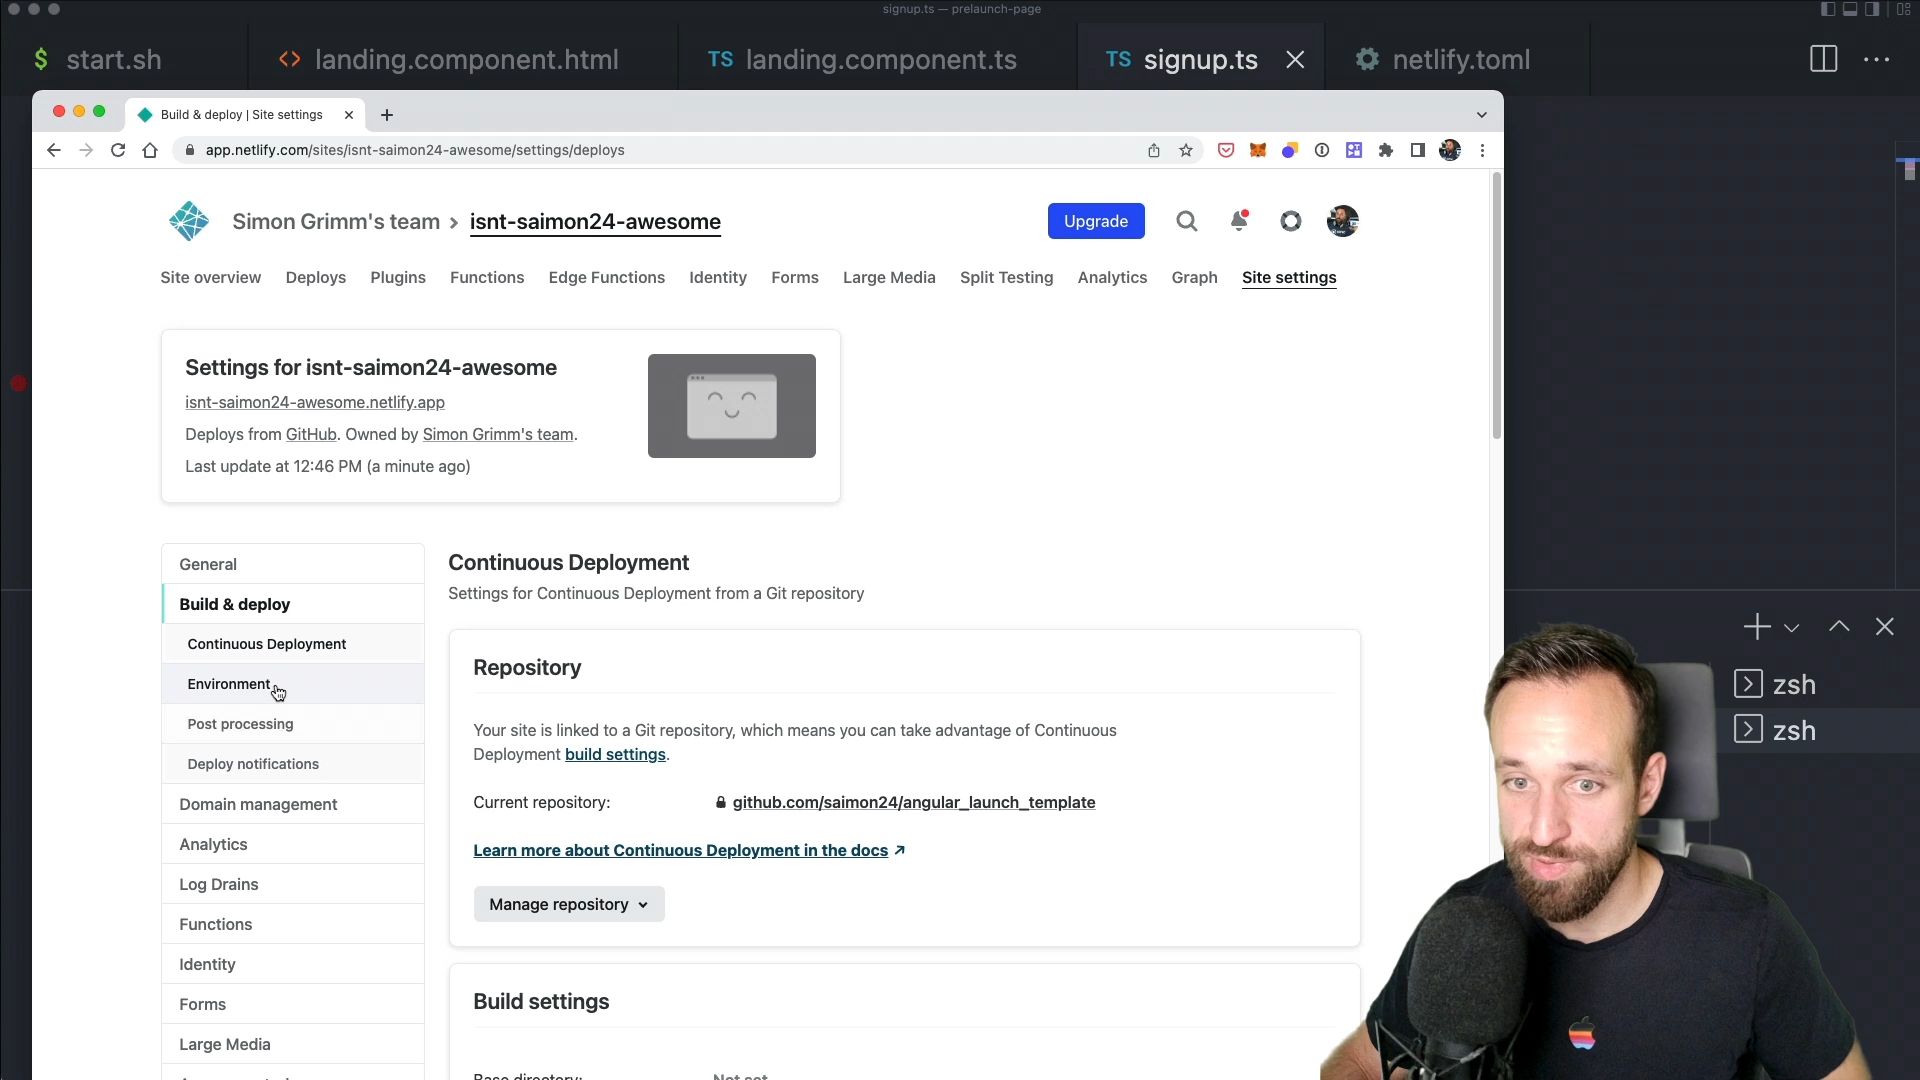 signup.ts — prelaunch-page
$ start.sh
<> landing.component.html
TS landing.component.ts
TS signup.ts
netlify.toml
Build & deploy | Site settings
app.netlify.com/sites/isnt-saimon24-awesome/settings/deploys
Simon Grimm's team > isnt-saimon24-awesome
Upgrade
Site overview Deploys Plugins Functions Edge Functions Identity Forms Large Media Split Testing Analytics Graph Site settings
Settings for isnt-saimon24-awesome
isnt-saimon24-awesome.netlify.app
Deploys from GitHub. Owned by Simon Grimm's team.
Last update at 12:46 PM (a minute ago)
General
Build & deploy
Continuous Deployment
Environment
Post processing
Deploy notifications
Domain management
Analytics
Log Drains
Functions
Identity
Forms
Large Media
Continuous Deployment
Settings for Continuous Deployment from a Git repository
Repository
Your site is linked to a Git repository, which means you can take advantage of Continuous
Deployment build settings.
Current repository: github.com/saimon24/angular_launch_template
Learn more about Continuous Deployment in the docs ↗
Manage repository
Build settings
Base directory: Not set
zsh
zsh